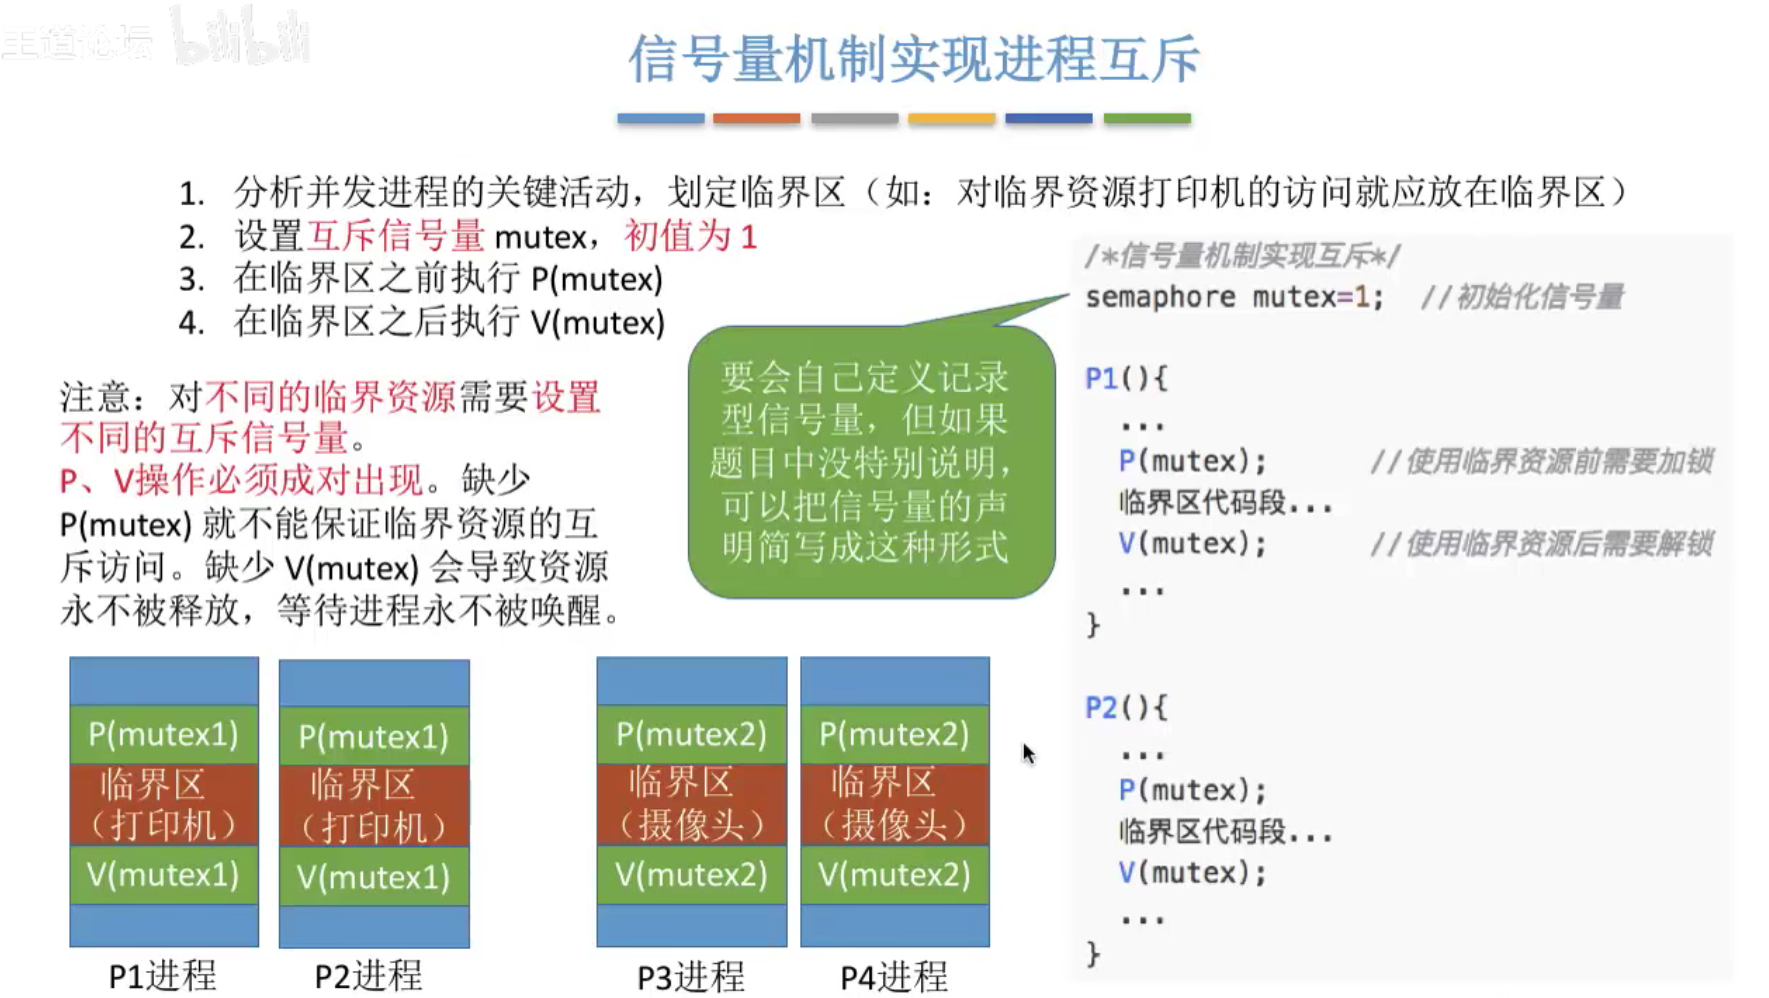 王道论坛 bilibili
信号量机制实现进程互斥
1. 分析并发进程的关键活动，划定临界区（如：对临界资源打印机的访问就应放在临界区）
2. 设置互斥信号量 mutex，初值为 1
3. 在临界区之前执行 P(mutex)
4. 在临界区之后执行 V(mutex)
注意：对不同的临界资源需要设置
不同的互斥信号量。
P、V操作必须成对出现。缺少
P(mutex) 就不能保证临界资源的互
斥访问。缺少 V(mutex) 会导致资源
永不被释放，等待进程永不被唤醒。
要会自己定义记录
型信号量，但如果
题目中没特别说明，
可以把信号量的声
明简写成这种形式
/*信号量机制实现互斥*/
semaphore mutex=1; //初始化信号量
P1(){
...
P(mutex); //使用临界资源前需要加锁
临界区代码段...
V(mutex); //使用临界资源后需要解锁
...
}
P2(){
...
P(mutex);
临界区代码段...
V(mutex);
...
}
P(mutex1)
临界区
（打印机）
V(mutex1)
P1进程
P(mutex1)
临界区
（打印机）
V(mutex1)
P2进程
P(mutex2)
临界区
（摄像头）
V(mutex2)
P3进程
P(mutex2)
临界区
（摄像头）
V(mutex2)
P4进程